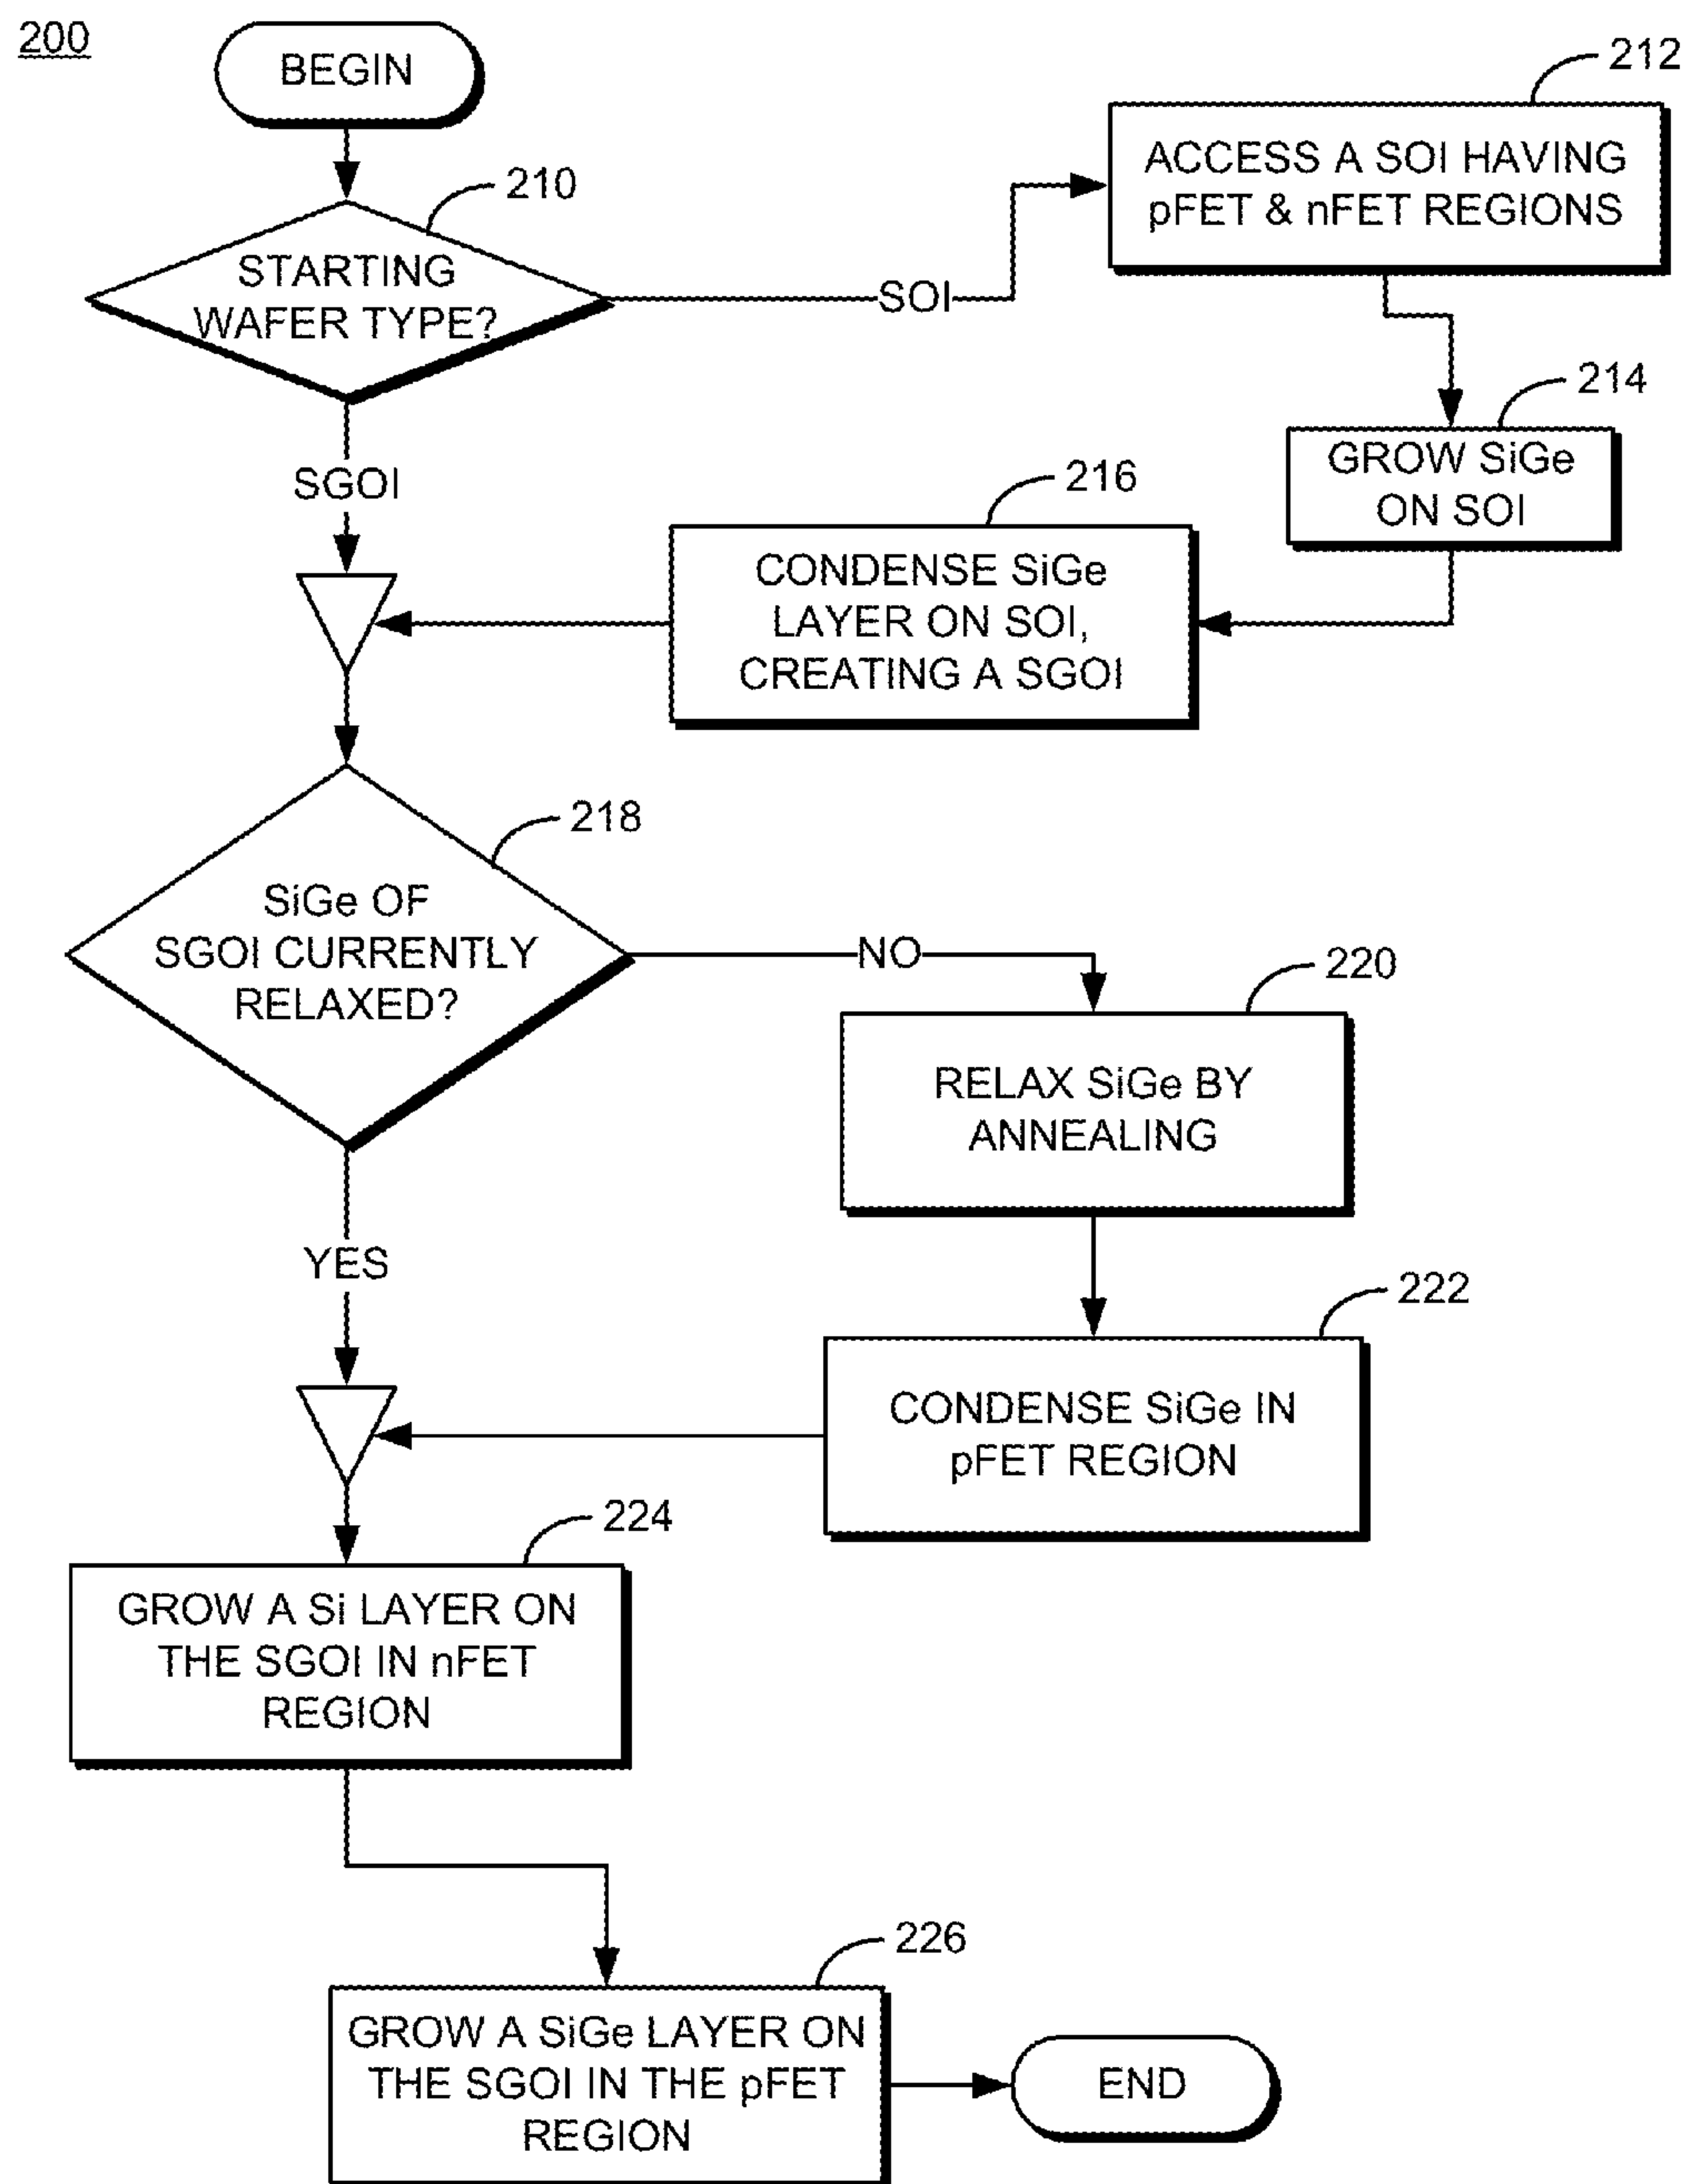 200
BEGIN
210
STARTING
WAFER TYPE?
SOI
212
ACCESS A SOI HAVING
pFET & nFET REGIONS
214
GROW SiGe
ON SOI
SGOI
216
CONDENSE SiGe
LAYER ON SOI,
CREATING A SGOI
218
SiGe OF
SGOI CURRENTLY
RELAXED?
NO
220
RELAX SiGe BY
ANNEALING
YES
222
CONDENSE SiGe IN
pFET REGION
224
GROW A Si LAYER ON
THE SGOI IN nFET
REGION
226
GROW A SiGe LAYER ON
THE SGOI IN THE pFET
REGION
END